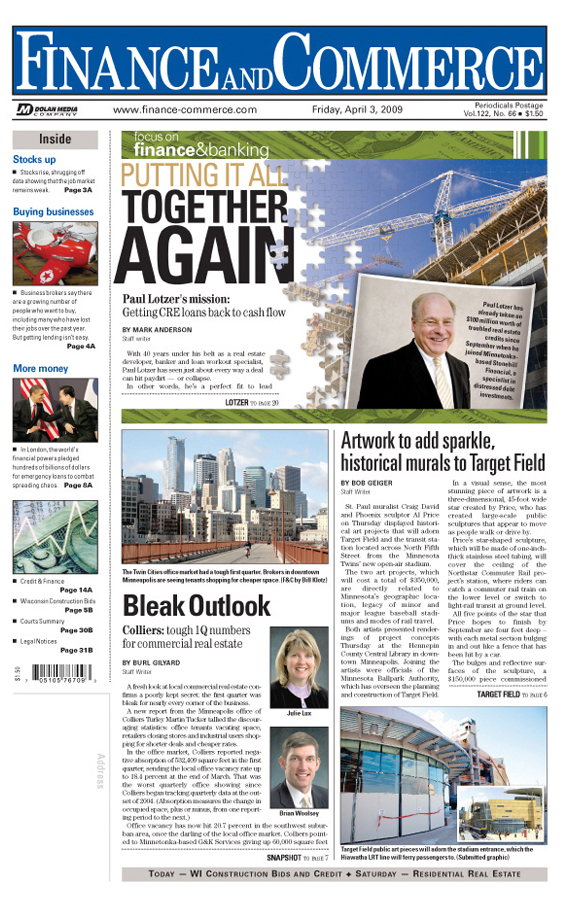 FINANCE AND COMMERCE
DOLAN MEDIA
COMPANY
www.finance-commerce.com
Friday, April 3, 2009
Periodicals Postage
Vol.122, No. 66 ■ $1.50
Inside
Stocks up
■ Stocks rise, shrugging off
data showing that the job market
remains weak. Page 3A
Buying businesses
■ Business brokers say there
are a growing number of
people who want to buy,
including many who have lost
their jobs over the past year.
But getting lending isn't easy.
Page 4A
More money
■ In London, the world's
financial powers pledged
hundreds of billions of dollars
for emergency loans to combat
spreading chaos. Page 6A
■ Credit & Finance
Page 14A
■ Wisconsin Construction Bids
Page 5B
■ Courts Summary
Page 30B
■ Legal Notices
Page 31B
$1.50
Address
focus on
finance&banking
PUTTING IT ALL
TOGETHER
AGAIN
Paul Lotzer's mission:
Getting CRE loans back to cash flow
BY MARK ANDERSON
Staff writer
With 40 years under his belt as a real estate
developer, banker and loan workout specialist,
Paul Lotzer has seen just about every way a deal
can hit paydirt — or collapse.
In other words, he's a perfect fit to lead
LOTZER TO PAGE 20
Paul Lotzer has
already taken on
$100 million worth of
troubled real estate
credits since
September when he
joined Minnetonka-
based Stonehill
Financial, a
specialist in
distressed debt
investments.
The Twin Cities office market had a tough first quarter. Brokers in downtown
Minneapolis are seeing tenants shopping for cheaper space. (F&C by Bill Klotz)
Bleak Outlook
Colliers: tough 1Q numbers
for commercial real estate
BY BURL GILYARD
Staff Writer
A fresh look at local commercial real estate con-
firms a poorly kept secret: the first quarter was
bleak for nearly every corner of the business.
A new report from the Minneapolis office of
Colliers Turley Martin Tucker tallied the discour-
aging statistics: office tenants vacating space,
retailers closing stores and industrial users shop-
ping for shorter deals and cheaper rates.
In the office market, Colliers reported nega-
tive absorption of 532,409 square feet in the first
quarter, sending the local office vacancy rate up
to 18.4 percent at the end of March. That was
the worst quarterly office showing since
Colliers began tracking quarterly data at the out-
set of 2004. (Absorption measures the change in
occupied space, plus or minus, from one report-
ing period to the next.)
Office vacancy has now hit 20.7 percent in the southwest subur-
ban area, once the darling of the local office market. Colliers point-
ed to Minnetonka-based G&K Services giving up 60,000 square feet
SNAPSHOT TO PAGE 7
Julie Lux
Brian Woolsey
Artwork to add sparkle,
historical murals to Target Field
BY BOB GEIGER
Staff Writer
St. Paul muralist Craig David
and Phoenix sculptor Al Price
on Thursday displayed histori-
cal art projects that will adorn
Target Field and the transit sta-
tion located across North Fifth
Street from the Minnesota
Twins' new open-air stadium.
The two art projects, which
will cost a total of $350,000,
are directly related to
Minnesota's geographic loca-
tion, legacy of minor and
major league baseball stadi-
ums and modes of rail travel.
Both artists presented render-
ings of project concepts
Thursday at the Hennepin
County Central Library in down-
town Minneapolis. Joining the
artists were officials of the
Minnesota Ballpark Authority,
which has overseen the planning
and construction of Target Field.
In a visual sense, the most
stunning piece of artwork is a
three-dimensional, 45-foot wide
star created by Price, who has
created large-scale public
sculptures that appear to move
as people walk or drive by.
Price's star-shaped sculpture,
which will be made of one-inch-
thick stainless steel tubing, will
cover the ceiling of the
Northstar Commuter Rail pro-
ject's station, where riders can
catch a commuter rail train on
the lower level or switch to
light-rail transit at ground level.
All five points of the star that
Price hopes to finish by
September are four feet deep –
with each metal section bulging
in and out like a fence that has
been hit by a car.
The bulges and reflective sur-
faces of the sculpture, a
$150,000 piece commissioned
TARGET FIELD TO PAGE 6
Target Field public art pieces will adorn the stadium entrance, which the
Hiawatha LRT line will ferry passengers to. (Submitted graphic)
TODAY — WI CONSTRUCTION BIDS AND CREDIT ✦ SATURDAY — RESIDENTIAL REAL ESTATE